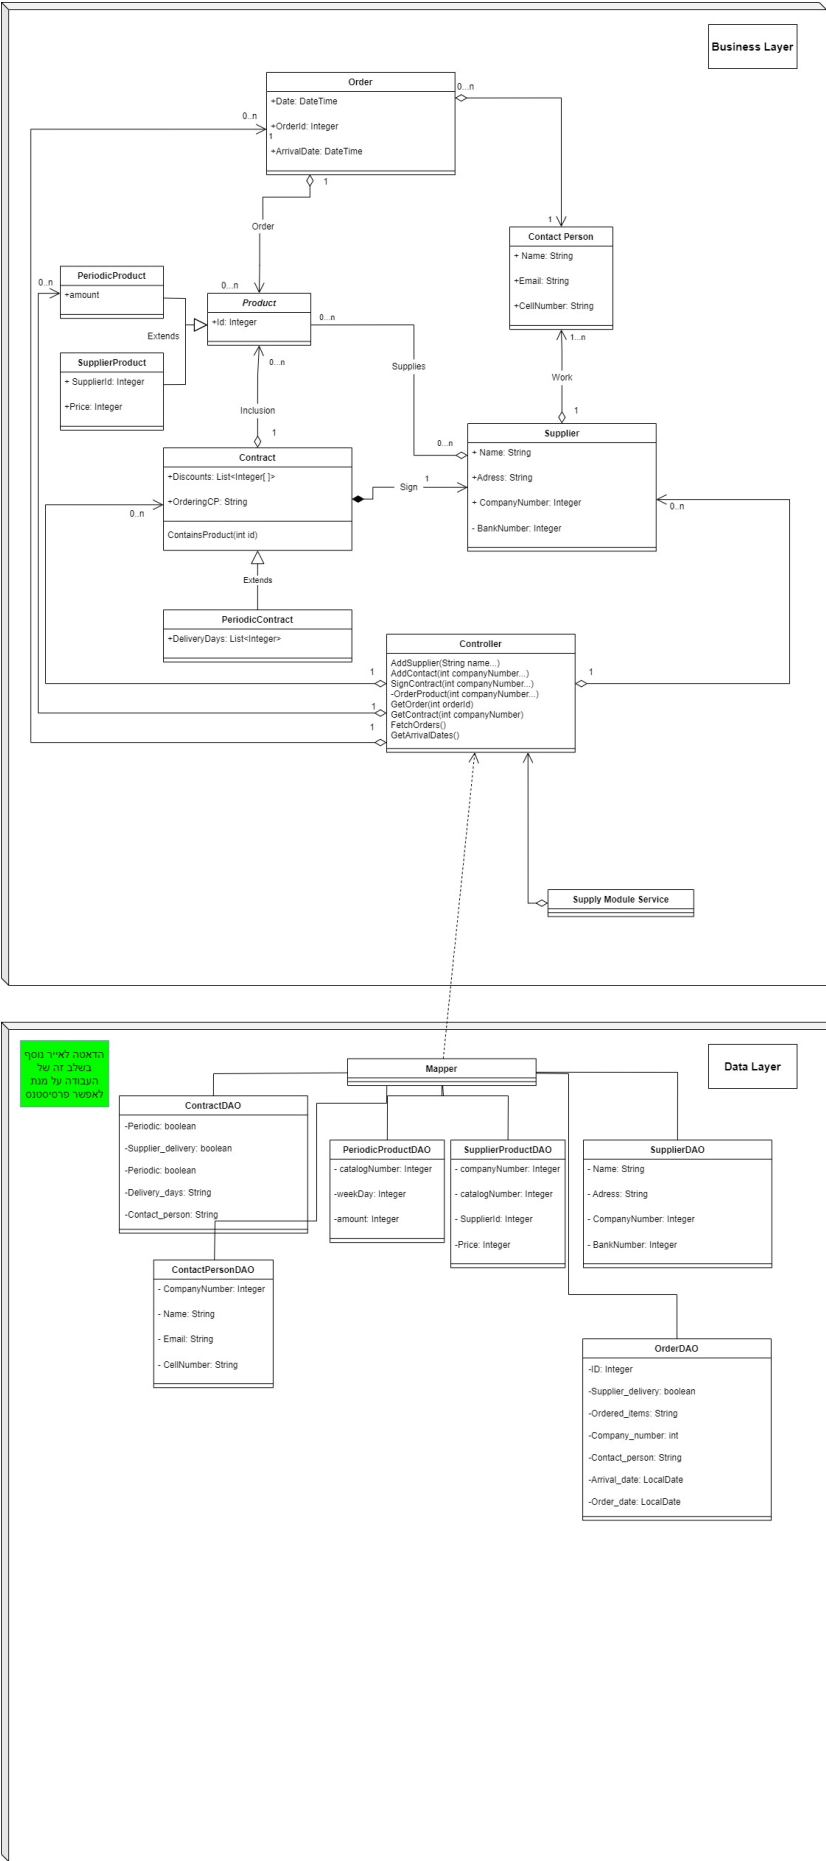 Business Layer
Order
+Date: DateTime
+OrderId: Integer
+ArrivalDate: DateTime
0..n
1
0...n
1
Order
0...n
1
Contact Person
+ Name: String
+Email: String
+CellNumber: String
1...n
Work
1
PeriodicProduct
+amount
0..n
Extends
SupplierProduct
+ SupplierId: Integer
+Price: Integer
Product
+Id: Integer
0...n
0...n
Supplies
0...n
Inclusion
1
Contract
+Discounts: List<Integer[ ]>
+OrderingCP: String
ContainsProduct(int id)
0..n
Sign
1
Supplier
+ Name: String
+Adress: String
+ CompanyNumber: Integer
- BankNumber: Integer
0..n
Extends
PeriodicContract
+DeliveryDays: List<Integer>
Controller
AddSupplier(String name...)
AddContact(int companyNumber...)
SignContract(int companyNumber...)
-OrderProduct(int companyNumber...)
GetOrder(int orderId)
GetContract(int companyNumber)
FetchOrders()
GetArrivalDates()
1
1
1
1
Supply Module Service
הדאטה לאייר נוסף
בשלב זה של
העבודה על מנת
לאפשר פרסיסטנס
Data Layer
Mapper
ContractDAO
-Periodic: boolean
-Supplier_delivery: boolean
-Periodic: boolean
-Delivery_days: String
-Contact_person: String
PeriodicProductDAO
- catalogNumber: Integer
-weekDay: Integer
-amount: Integer
SupplierProductDAO
- companyNumber: Integer
- catalogNumber: Integer
- SupplierId: Integer
-Price: Integer
SupplierDAO
- Name: String
- Adress: String
- CompanyNumber: Integer
- BankNumber: Integer
ContactPersonDAO
- CompanyNumber: Integer
- Name: String
- Email: String
- CellNumber: String
OrderDAO
-ID: Integer
-Supplier_delivery: boolean
-Ordered_items: String
-Company_number: int
-Contact_person: String
-Arrival_date: LocalDate
-Order_date: LocalDate